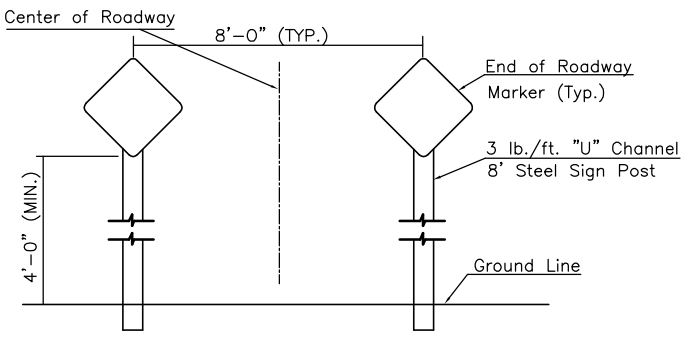 Center of Roadway
8'-0" (TYP.)
End of Roadway
Marker (Typ.)
3 lb./ft. "U" Channel
8' Steel Sign Post
4'-0" (MIN.)
Ground Line